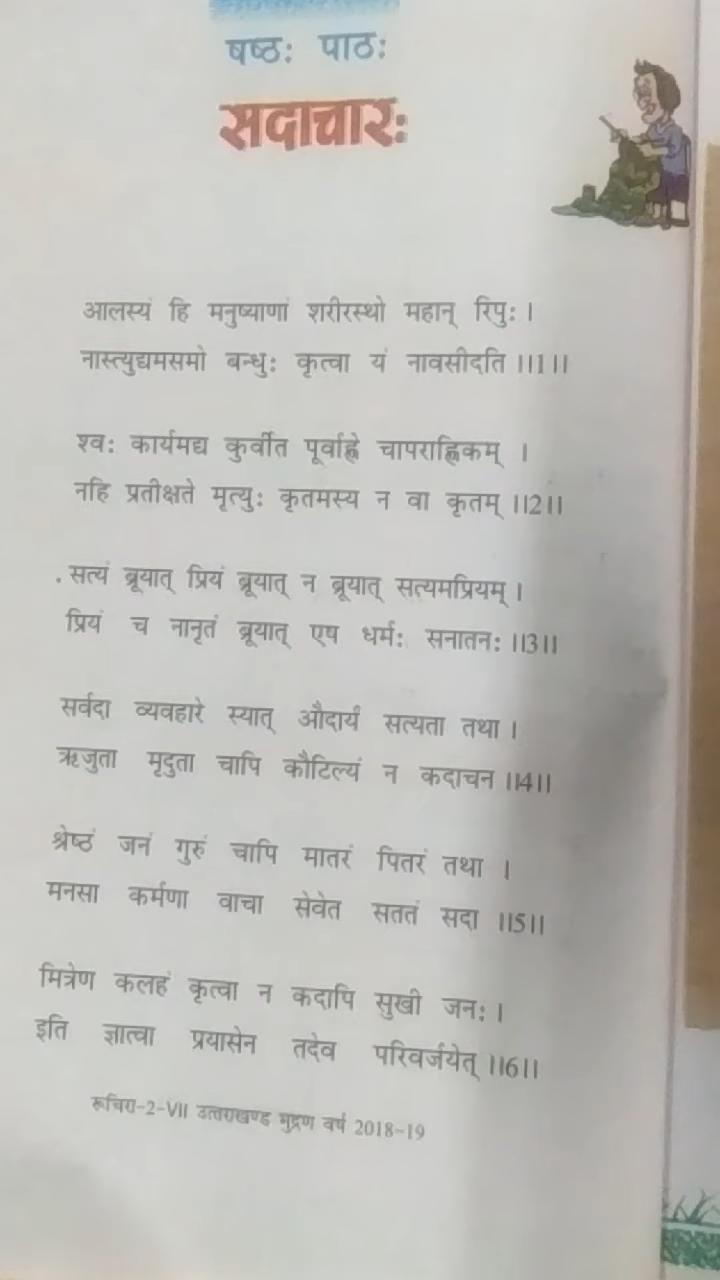 षष्ठः पाठः
सदाचारः
आलस्यं हि मनुष्याणां शरीरस्थो महान् रिपुः ।
नास्त्युद्यमसमो बन्धुः कृत्वा यं नावसीदति ।।1।।
श्वः कार्यमद्य कुर्वीत पूर्वाह्णे चापराह्णिकम् ।
नहि प्रतीक्षते मृत्युः कृतमस्य न वा कृतम् ।।2।।
सत्यं ब्रूयात् प्रियं ब्रूयात् न ब्रूयात् सत्यमप्रियम् ।
प्रियं च नानृतं ब्रूयात् एष धर्मः सनातनः ।।3।।
सर्वदा व्यवहारे स्यात् औदार्यं सत्यता तथा ।
ऋजुता मृदुता चापि कौटिल्यं न कदाचन ।।4।।
श्रेष्ठं जनं गुरुं चापि मातरं पितरं तथा ।
मनसा कर्मणा वाचा सेवेत सततं सदा ।।5।।
मित्रेण कलहं कृत्वा न कदापि सुखी जनः ।
इति ज्ञात्वा प्रयासेन तदेव परिवर्जयेत् ।।6।।
रूचिरा-2-VII उत्तराखण्ड मुद्रण वर्ष 2018-19